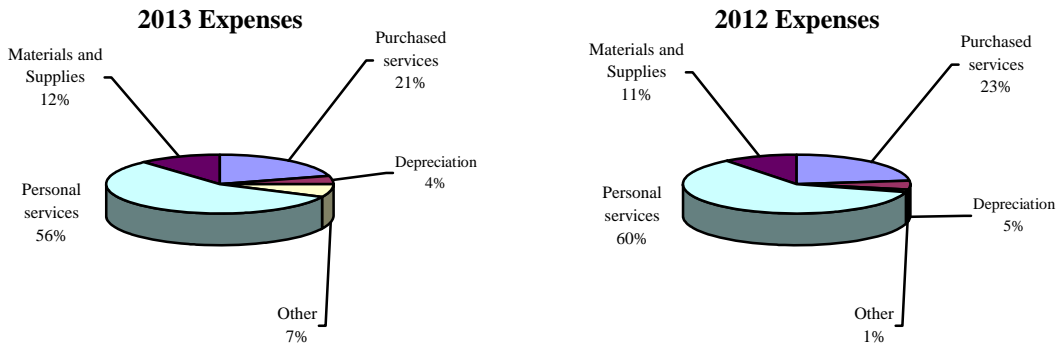 2013 Expenses
Materials and
Supplies
12%
Purchased
services
21%
Depreciation
4%
Personal
services
56%
Other
7%
2012 Expenses
Materials and
Supplies
11%
Purchased
services
23%
Depreciation
5%
Personal
services
60%
Other
1%